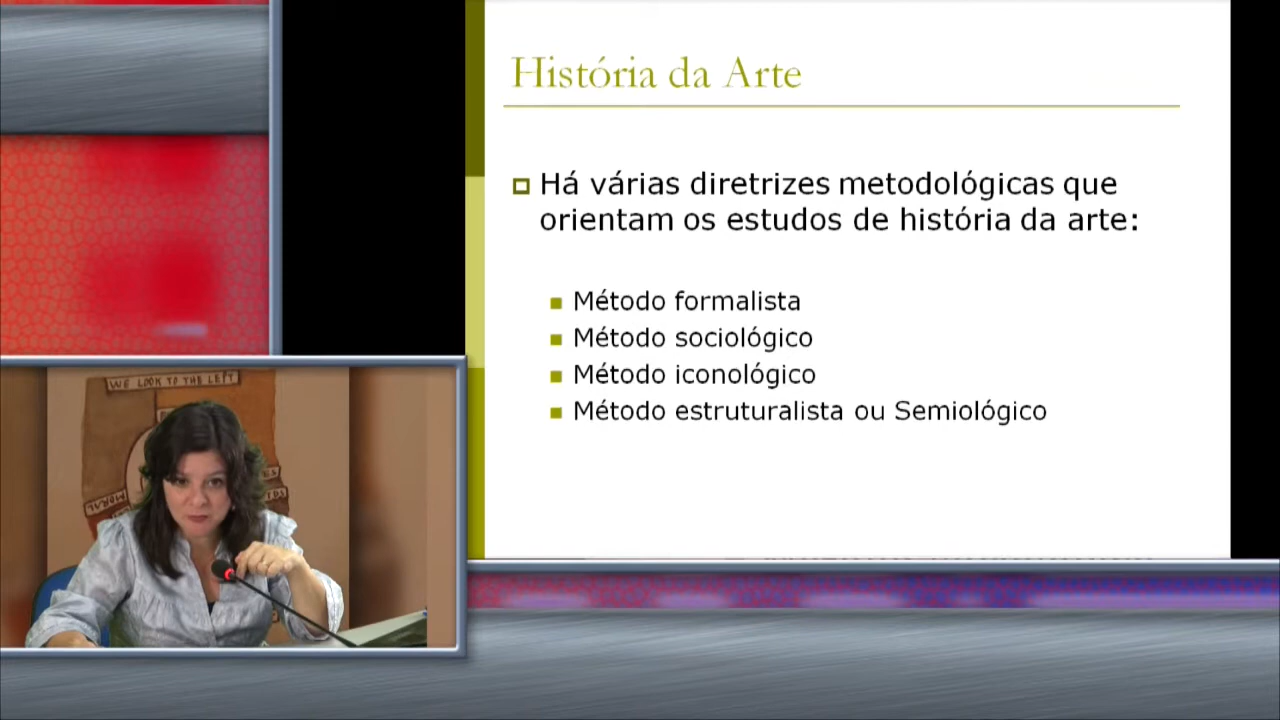 História da Arte
Há várias diretrizes metodológicas que
orientam os estudos de história da arte:
Método formalista
Método sociológico
Método iconológico
Método estruturalista ou Semiológico
WE LOOK TO THE LEFT
MORAL